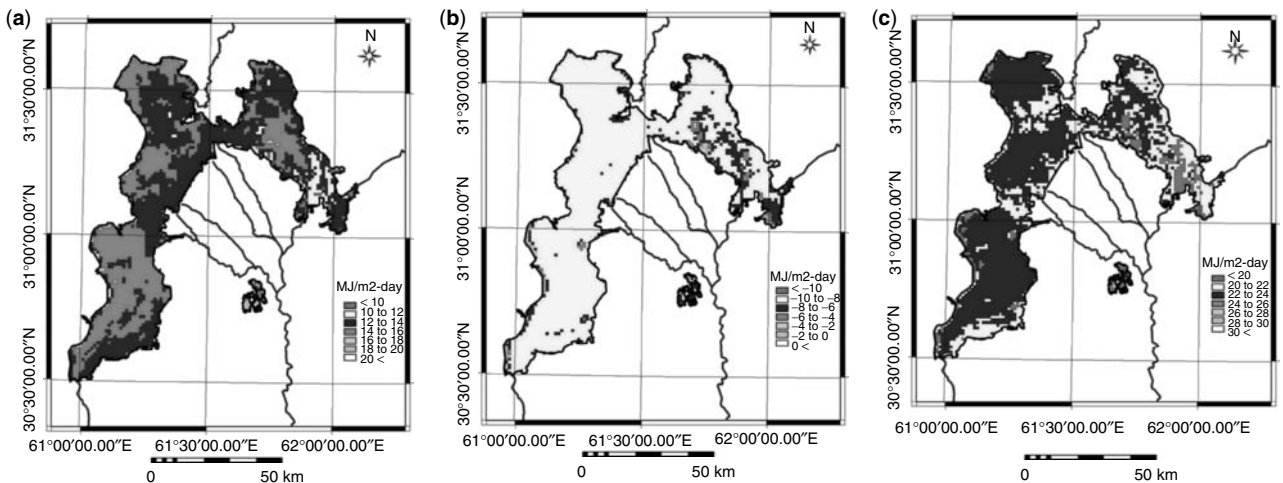 (a)
N
31°30′00.00″N
31°00′00.00″N
30°30′00.00″N
MJ/m2-day
< 10
10 to 12
12 to 14
14 to 16
16 to 18
18 to 20
20 <
61°00′00.00″E
61°30′00.00″E
62°00′00.00″E
0
50 km
(b)
N
31°30′00.00″N
31°00′00.00″N
30°30′00.00″N
MJ/m2-day
< −10
−10 to −8
−8 to −6
−6 to −4
−4 to −2
−2 to 0
0 <
61°00′00.00″E
61°30′00.00″E
62°00′00.00″E
0
50 km
(c)
N
31°30′00.00″N
31°00′00.00″N
30°30′00.00″N
MJ/m2-day
< 20
20 to 22
22 to 24
24 to 26
26 to 28
28 to 30
30 <
61°00′00.00″E
61°30′00.00″E
62°00′00.00″E
0
50 km